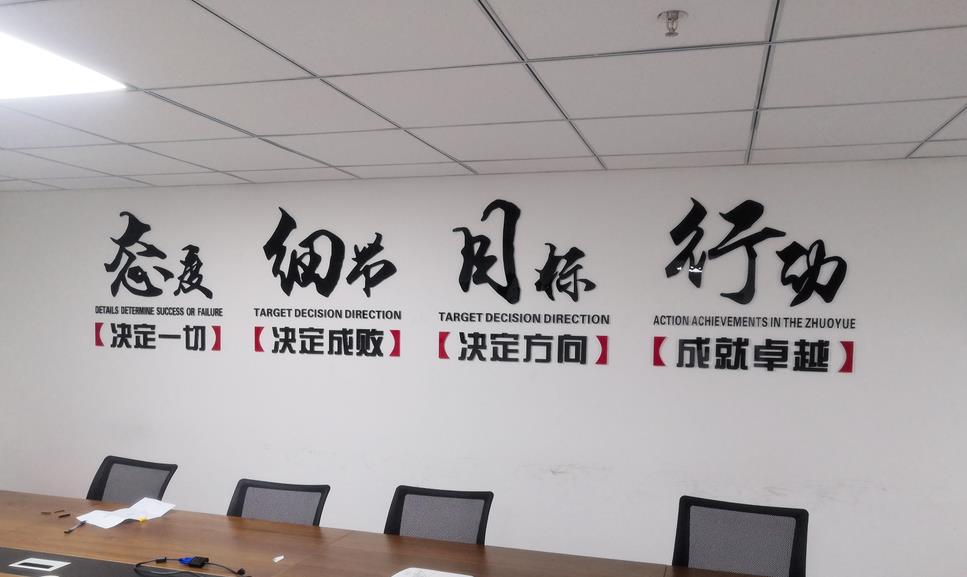 态度
DETAILS DETERMINE SUCCESS OR FAILURE
【决定一切】
细节
TARGET DECISION DIRECTION
【决定成败】
目标
TARGET DECISION DIRECTION
【决定方向】
行动
ACTION ACHIEVEMENTS IN THE ZHUOYUE
【成就卓越】